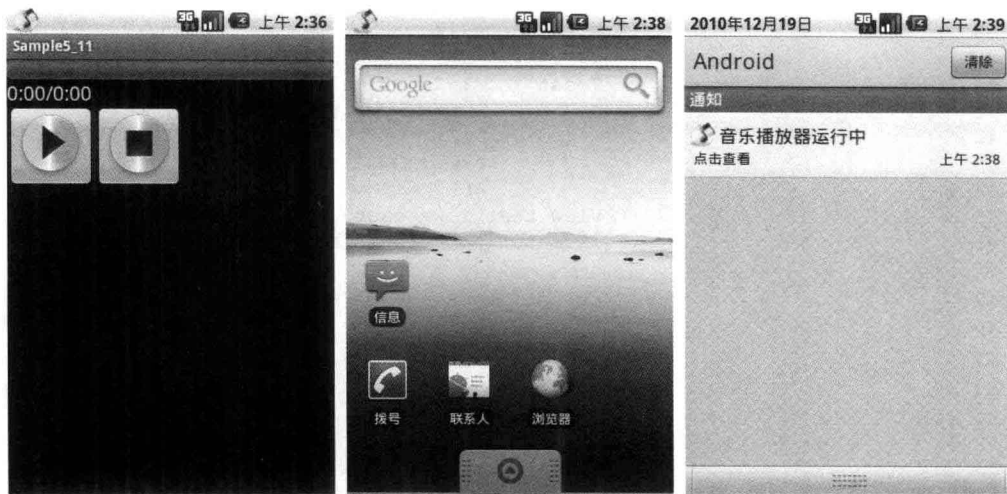 3G
上午 2:36
Sample5_11
0:00/0:00
3G
上午 2:38
Google
信息
拨号
联系人
浏览器
2010年12月19日
3G
上午 2:39
Android
清除
通知
音乐播放器运行中
点击查看
上午 2:38